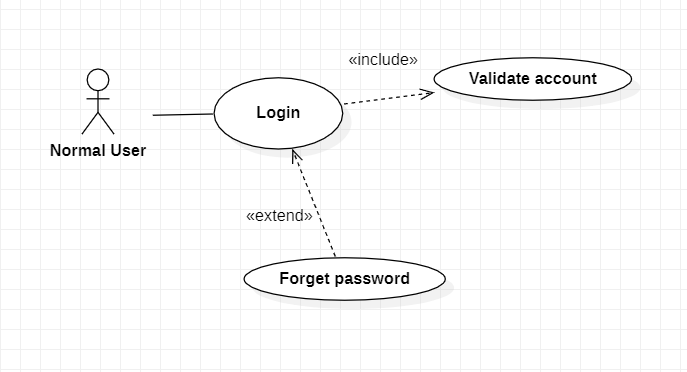 «include»
Validate account
Login
Normal User
«extend»
Forget password